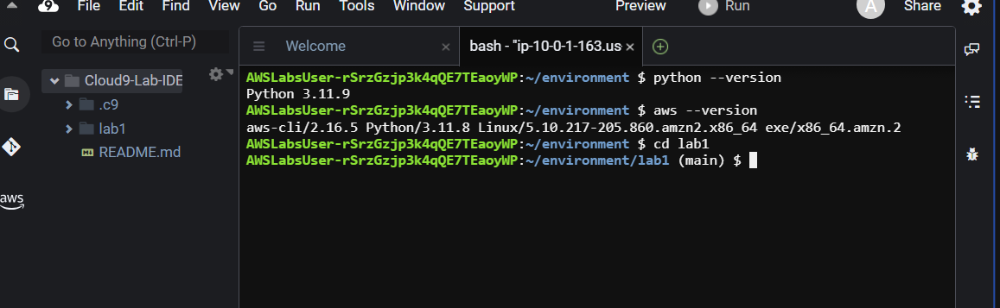 File Edit Find View Go Run Tools Window Support Preview Run A Share
Go to Anything (Ctrl-P)
Welcome
bash - "ip-10-0-1-163.us
Cloud9-Lab-IDE
.c9
lab1
README.md
aws
AWSLabsUser-rSrzGzjp3k4qQE7TEaoyWP:~/environment $ python --version
Python 3.11.9
AWSLabsUser-rSrzGzjp3k4qQE7TEaoyWP:~/environment $ aws --version
aws-cli/2.16.5 Python/3.11.8 Linux/5.10.217-205.860.amzn2.x86_64 exe/x86_64.amzn.2
AWSLabsUser-rSrzGzjp3k4qQE7TEaoyWP:~/environment $ cd lab1
AWSLabsUser-rSrzGzjp3k4qQE7TEaoyWP:~/environment/lab1 (main) $